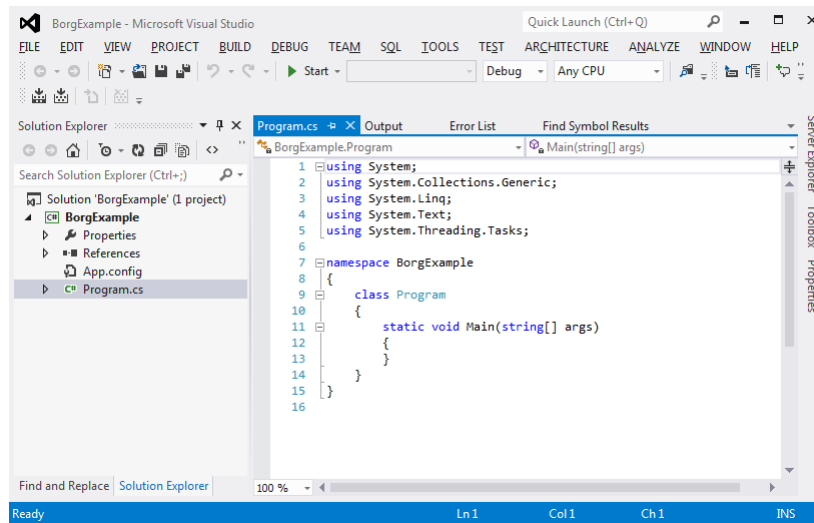 BorgExample - Microsoft Visual Studio
Quick Launch (Ctrl+Q)
FILE EDIT VIEW PROJECT BUILD DEBUG TEAM SQL TOOLS TEST ARCHITECTURE ANALYZE WINDOW HELP
Start Debug Any CPU
Solution Explorer
Search Solution Explorer (Ctrl+;)
Solution 'BorgExample' (1 project)
C# BorgExample
Properties
References
App.config
C# Program.cs
Find and Replace Solution Explorer
Program.cs Output Error List Find Symbol Results
BorgExample.Program Main(string[] args)
1 using System;
2 using System.Collections.Generic;
3 using System.Linq;
4 using System.Text;
5 using System.Threading.Tasks;
6
7 namespace BorgExample
8 {
9 class Program
10 {
11 static void Main(string[] args)
12 {
13 }
14 }
15 }
16
100 %
Server Explorer
Toolbox
Properties
Ready Ln 1 Col 1 Ch 1 INS